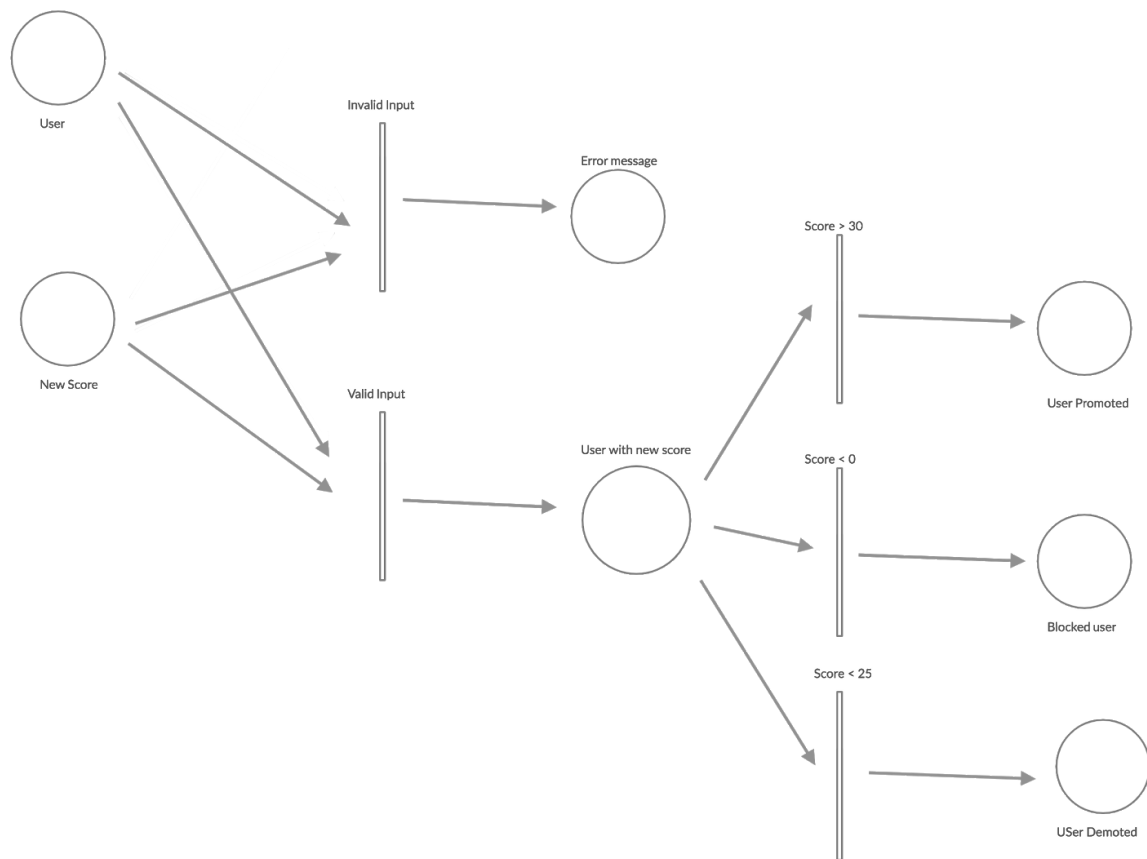 User
Invalid Input
Error message
New Score
Valid Input
User with new score
Score > 30
User Promoted
Score < 0
Blocked user
Score < 25
USer Demoted